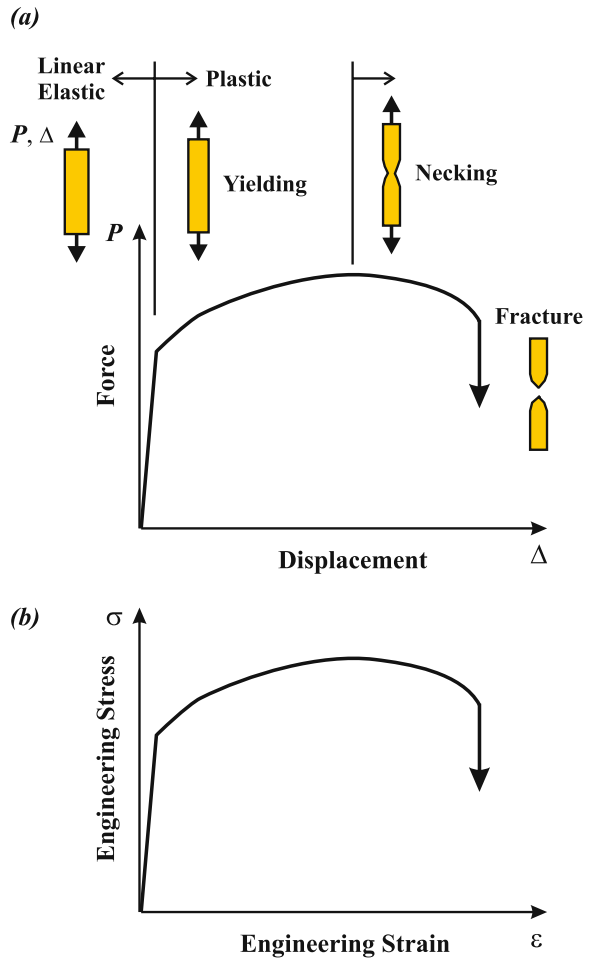 (a)
Linear
Elastic
Plastic
P, Δ
Yielding
Necking
P
Fracture
Force
Displacement
Δ
(b)
σ
Engineering Stress
Engineering Strain
ε